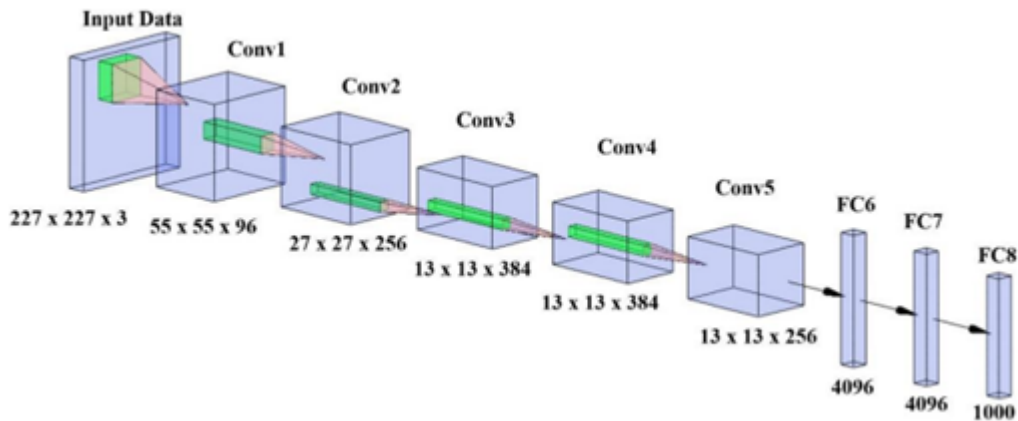 Input Data
227 x 227 x 3
Conv1
55 x 55 x 96
Conv2
27 x 27 x 256
Conv3
13 x 13 x 384
Conv4
13 x 13 x 384
Conv5
13 x 13 x 256
FC6
4096
FC7
4096
FC8
1000